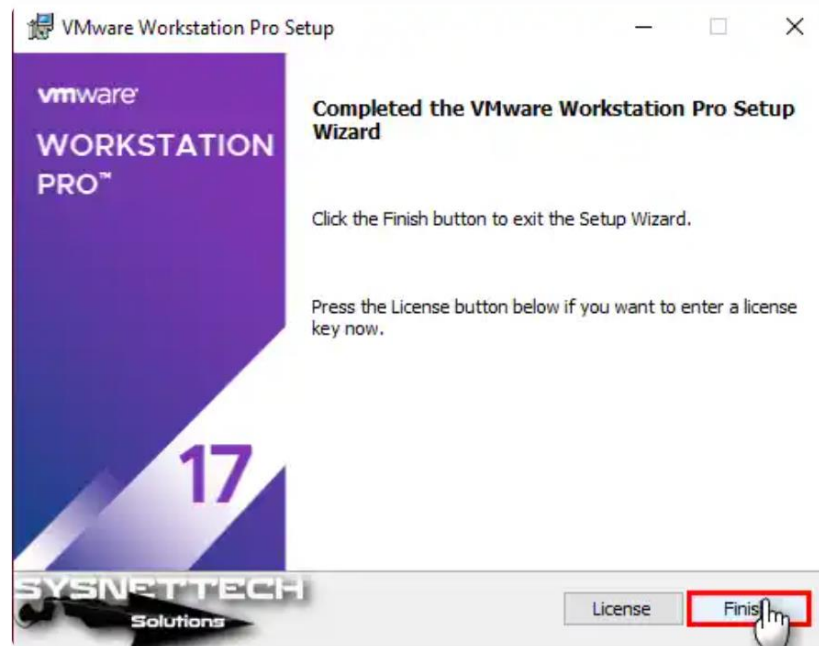 VMware Workstation Pro Setup
vmware
WORKSTATION
PRO™
Completed the VMware Workstation Pro Setup
Wizard
Click the Finish button to exit the Setup Wizard.
Press the License button below if you want to enter a license
key now.
17
SYSNETTECH
Solutions
License
Finish